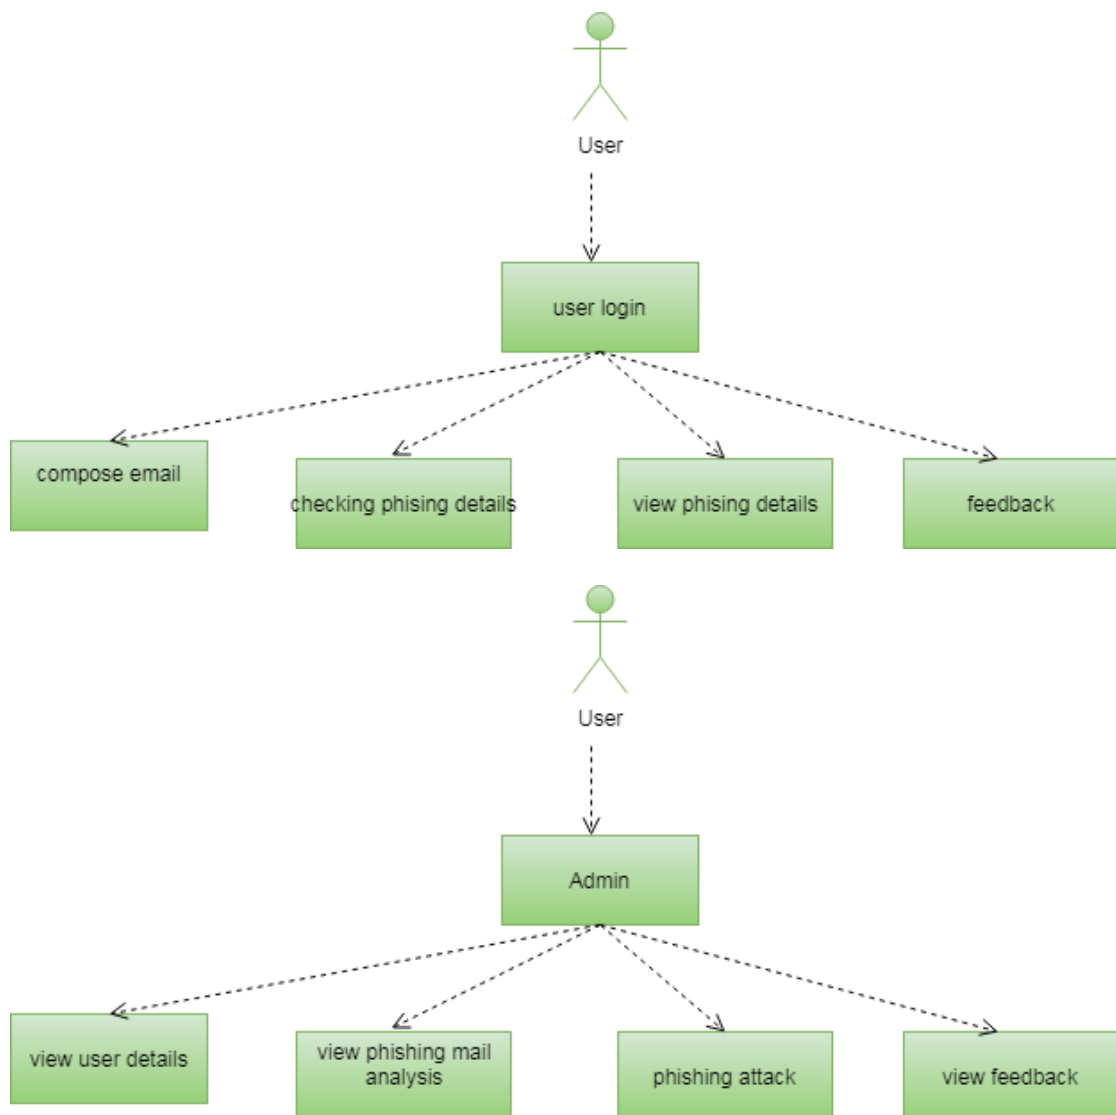 User
user login
compose email
checking phising details
view phising details
feedback
User
Admin
view user details
view phishing mail
analysis
phishing attack
view feedback